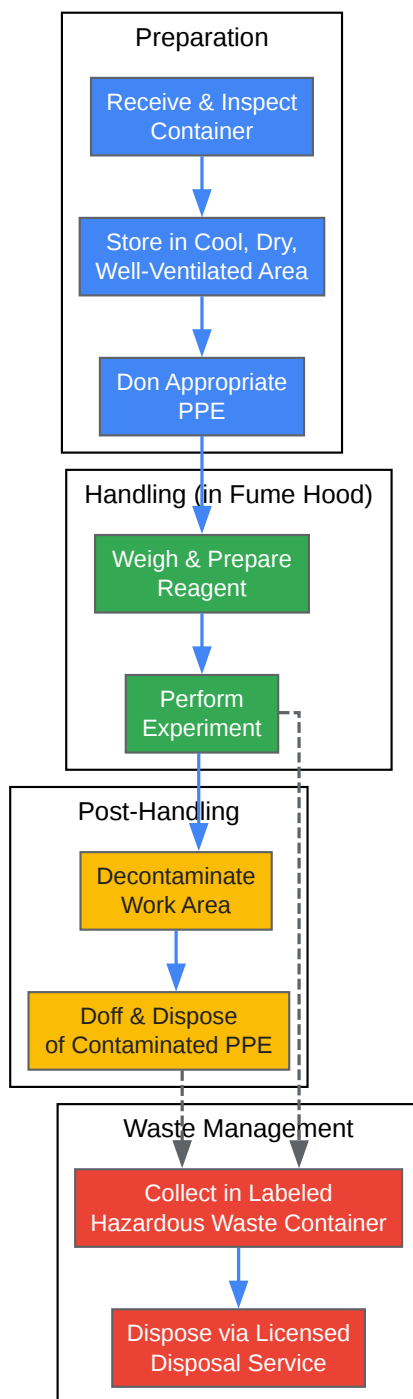 Preparation
Receive & Inspect
Container
Store in Cool, Dry,
Well-Ventilated Area
Don Appropriate
PPE
Handling (in Fume Hood)
Weigh & Prepare
Reagent
Perform
Experiment
Post-Handling
Decontaminate
Work Area
Doff & Dispose
of Contaminated PPE
Waste Management
Collect in Labeled
Hazardous Waste Container
Dispose via Licensed
Disposal Service